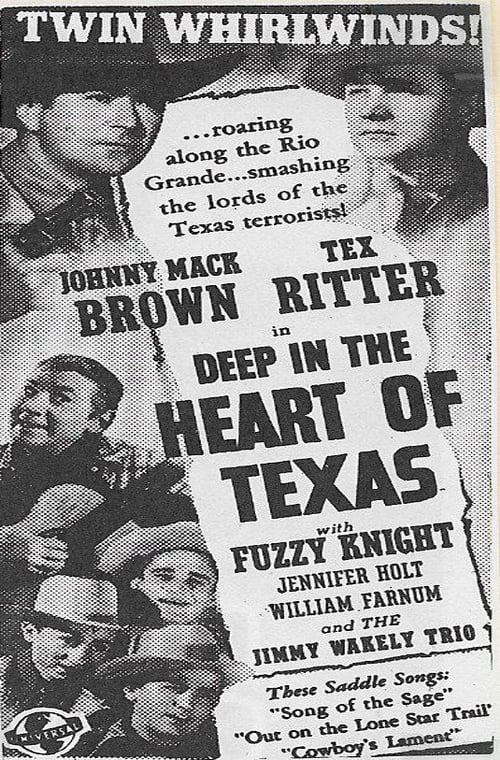 TWIN WHIRLWINDS!
...roaring
along the Rio
Grande...smashing
the lords of the
Texas terrorists!
JOHNNY MACK
BROWN
TEX
RITTER
in
DEEP IN THE
HEART OF
TEXAS
with
FUZZY KNIGHT
JENNIFER HOLT
WILLIAM FARNUM
and THE
JIMMY WAKELY TRIO
These Saddle Songs:
"Song of the Sage"
"Out on the Lone Star Trail"
"Cowboy's Lament"
UNIVERSAL